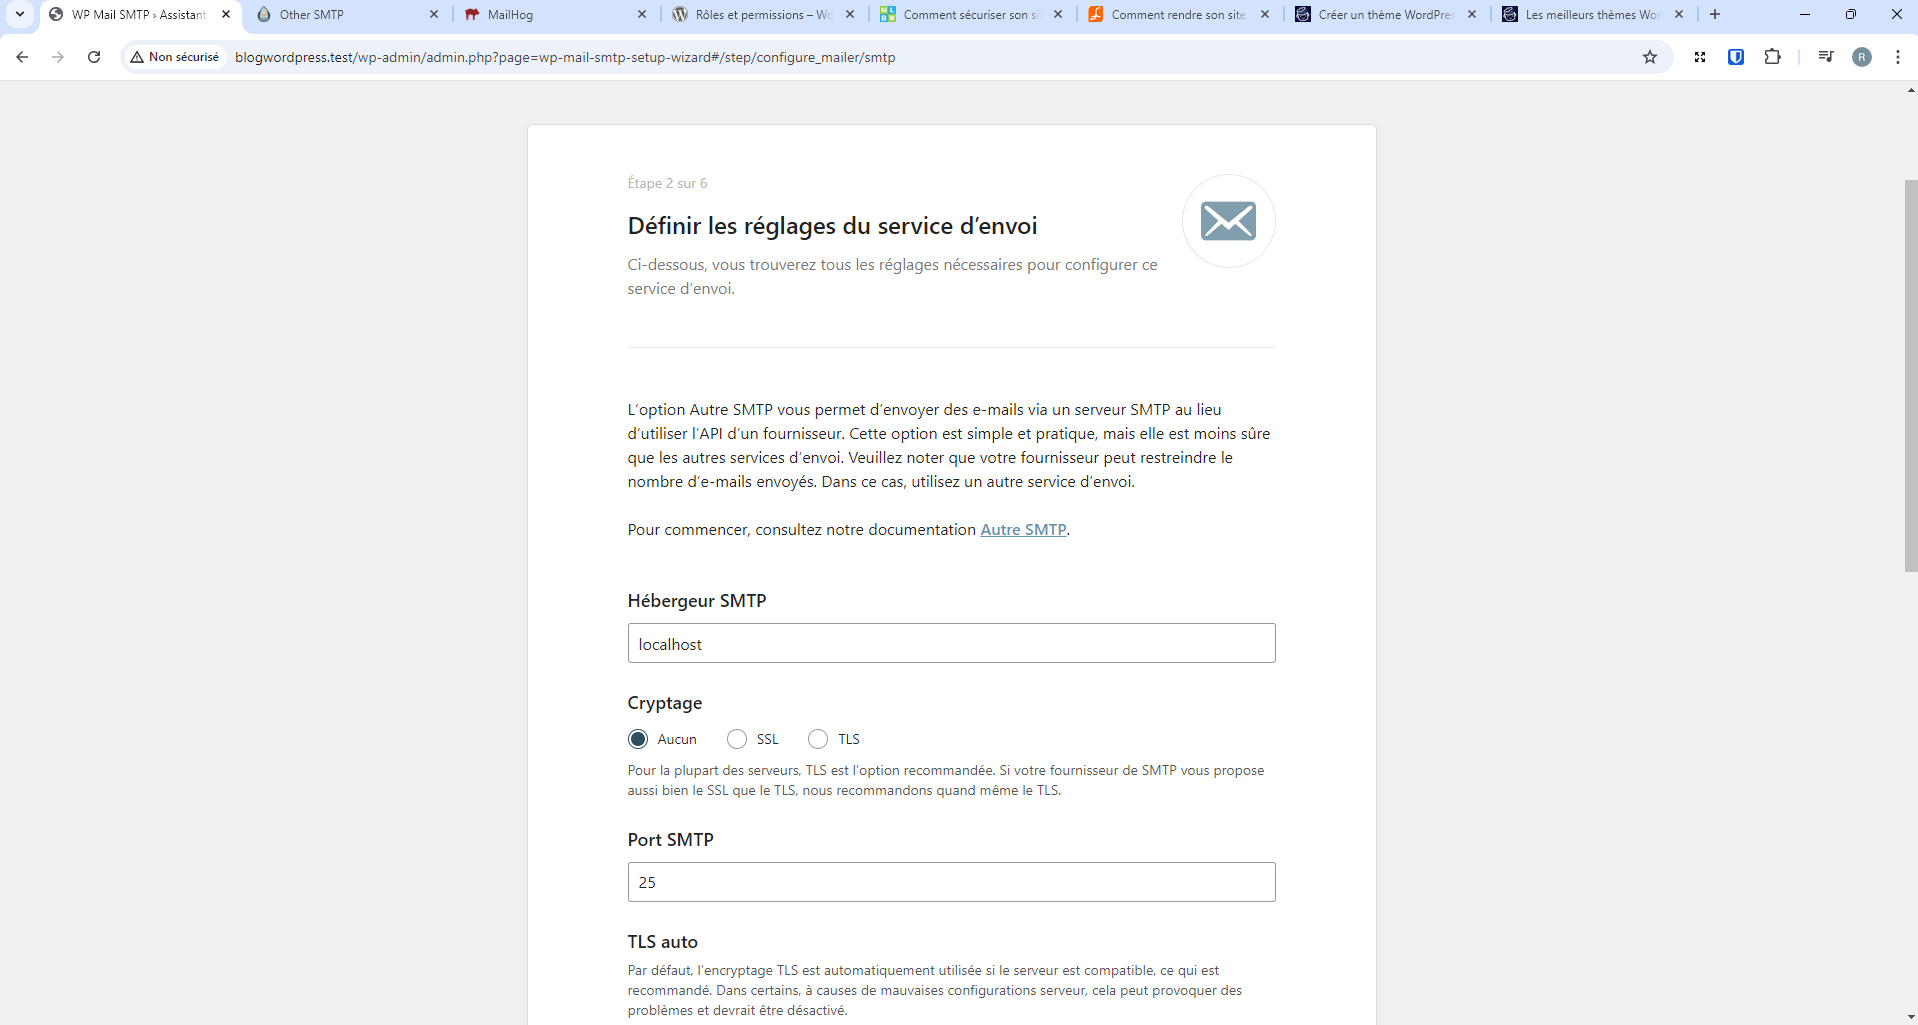 WP Mail SMTP › Assistant
Other SMTP
MailHog
Rôles et permissions – Wo
Comment sécuriser son si
Comment rendre son site
Créer un thème WordPres
Les meilleurs thèmes Wor
Non sécurisé
blogwordpress.test/wp-admin/admin.php?page=wp-mail-smtp-setup-wizard#/step/configure_mailer/smtp
R
Étape 2 sur 6
Définir les réglages du service d’envoi
Ci-dessous, vous trouverez tous les réglages nécessaires pour configurer ce
service d’envoi.
L’option Autre SMTP vous permet d’envoyer des e-mails via un serveur SMTP au lieu
d’utiliser l’API d’un fournisseur. Cette option est simple et pratique, mais elle est moins sûre
que les autres services d’envoi. Veuillez noter que votre fournisseur peut restreindre le
nombre d’e-mails envoyés. Dans ce cas, utilisez un autre service d’envoi.
Pour commencer, consultez notre documentation Autre SMTP.
Hébergeur SMTP
localhost
Cryptage
Aucun SSL TLS
Pour la plupart des serveurs, TLS est l’option recommandée. Si votre fournisseur de SMTP vous propose
aussi bien le SSL que le TLS, nous recommandons quand même le TLS.
Port SMTP
25
TLS auto
Par défaut, l’encryptage TLS est automatiquement utilisée si le serveur est compatible, ce qui est
recommandé. Dans certains, à causes de mauvaises configurations serveur, cela peut provoquer des
problèmes et devrait être désactivé.